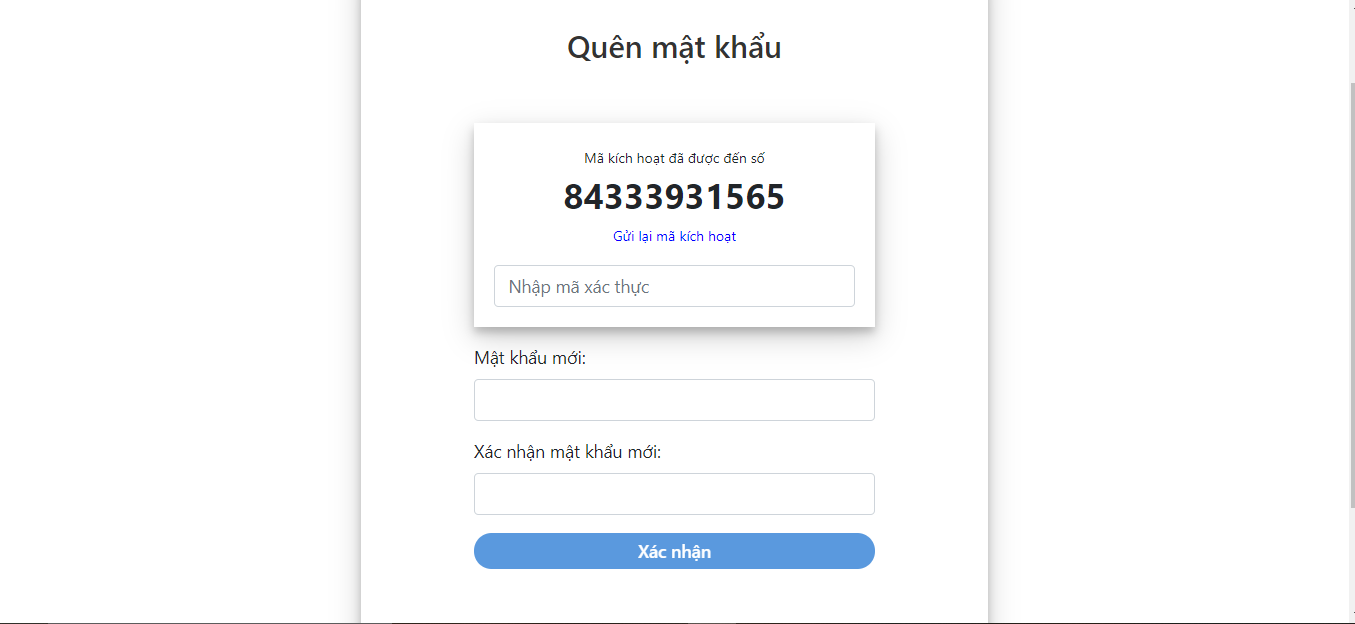 Quên mật khẩu
Mã kích hoạt đã được đến số
84333931565
Gửi lại mã kích hoạt
Nhập mã xác thực
Mật khẩu mới:
Xác nhận mật khẩu mới:
Xác nhận